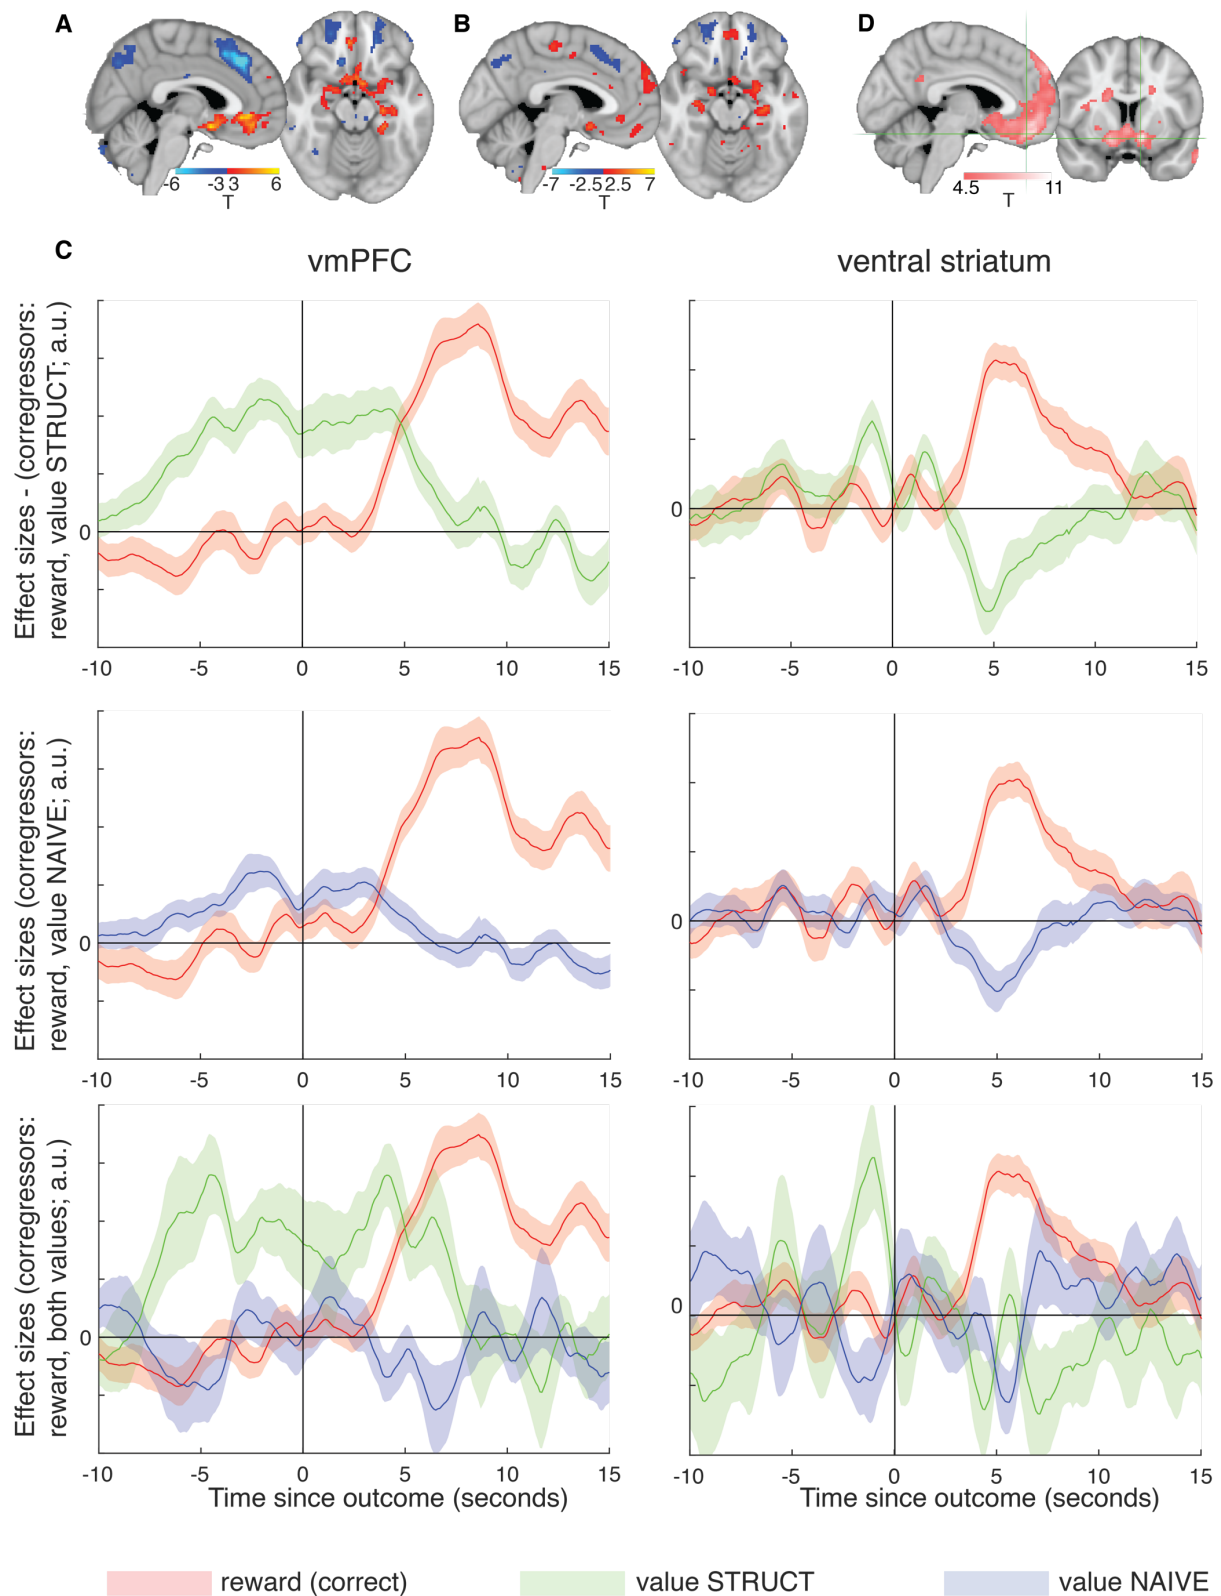 A
B
D
-6 -3 3 6
T
-7 -2.5 2.5 7
T
4.5 11
T
C
vmPFC
ventral striatum
Effect sizes - (corregressors:
reward, value STRUCT; a.u.)
0
-10 -5 0 5 10 15
0
-10 -5 0 5 10 15
Effect sizes (corregressors:
reward, value NAIVE; a.u.)
0
-10 -5 0 5 10 15
0
-10 -5 0 5 10 15
Effect sizes (corregressors:
reward, both values; a.u.)
0
-10 -5 0 5 10 15
Time since outcome (seconds)
0
-10 -5 0 5 10 15
Time since outcome (seconds)
reward (correct)
value STRUCT
value NAIVE